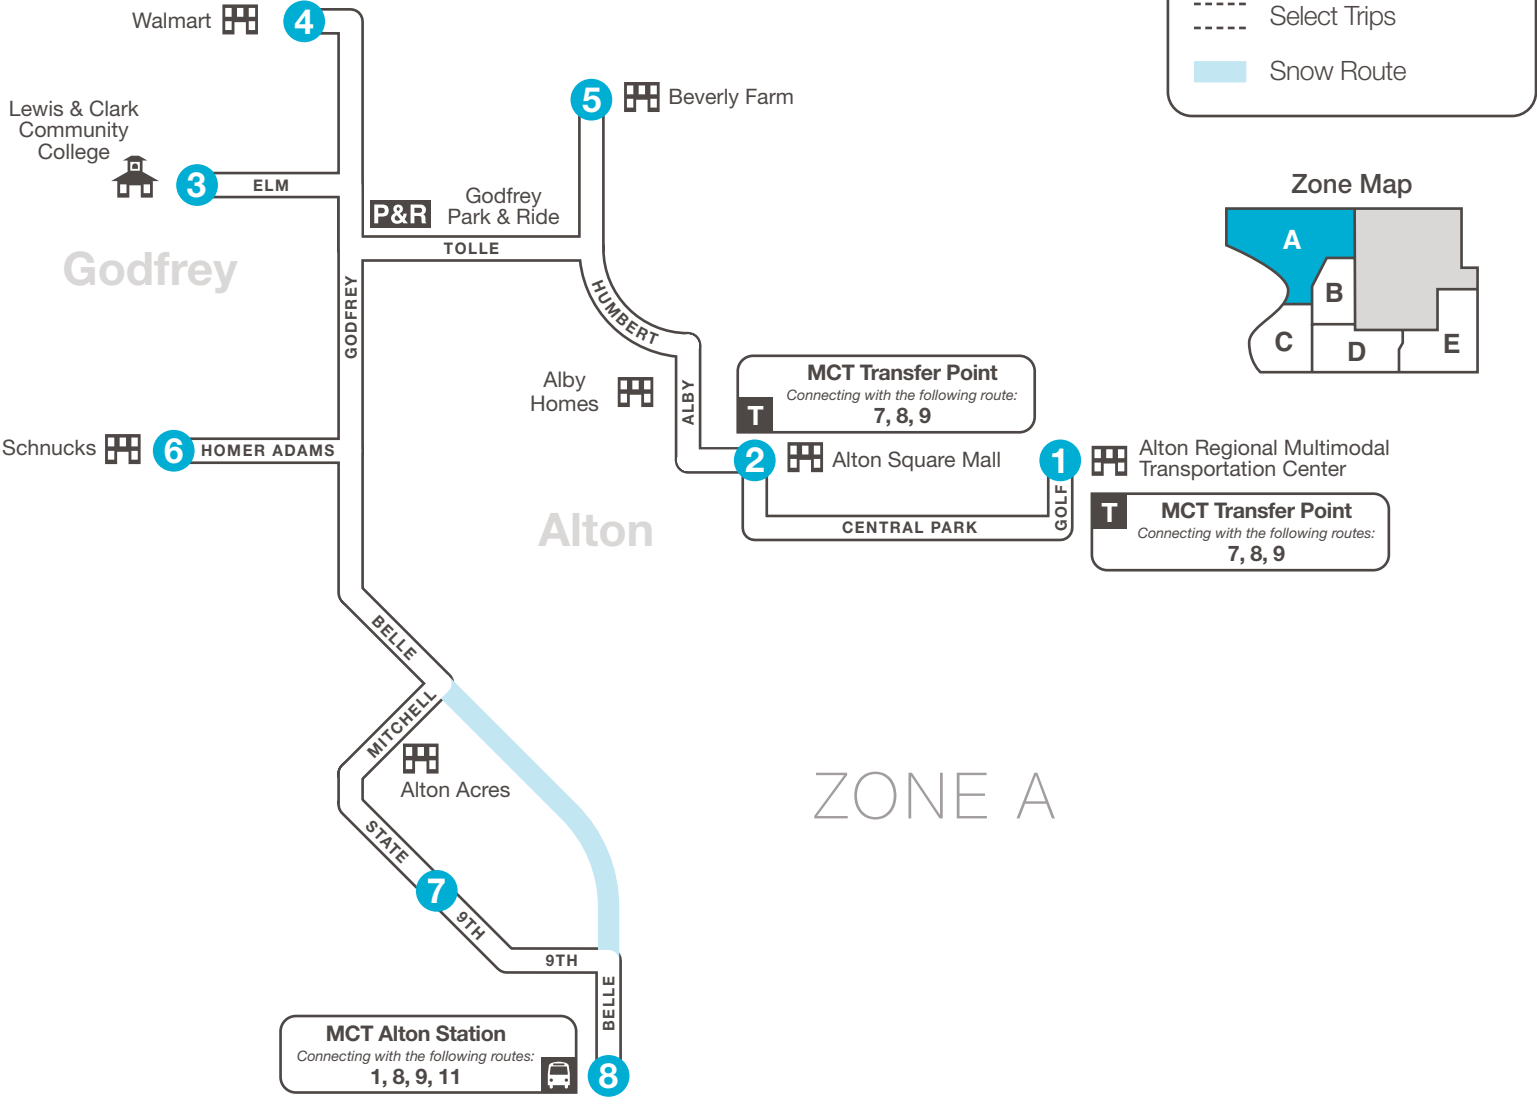 Walmart
4
Select Trips
Snow Route
5
Beverly Farm
Lewis & Clark
Community
College
3
ELM
P&R
Godfrey
Park & Ride
TOLLE
Godfrey
GODFREY
HUMBERT
Zone Map
A
B
C
D
E
Alby
Homes
ALBY
MCT Transfer Point
Connecting with the following route:
7, 8, 9
T
Schnucks
6
HOMER ADAMS
2
Alton Square Mall
1
Alton Regional Multimodal
Transportation Center
GOLF
CENTRAL PARK
T
MCT Transfer Point
Connecting with the following routes:
7, 8, 9
Alton
BELLE
MITCHELL
Alton Acres
ZONE A
STATE
7
9TH
9TH
BELLE
MCT Alton Station
Connecting with the following routes:
1, 8, 9, 11
8